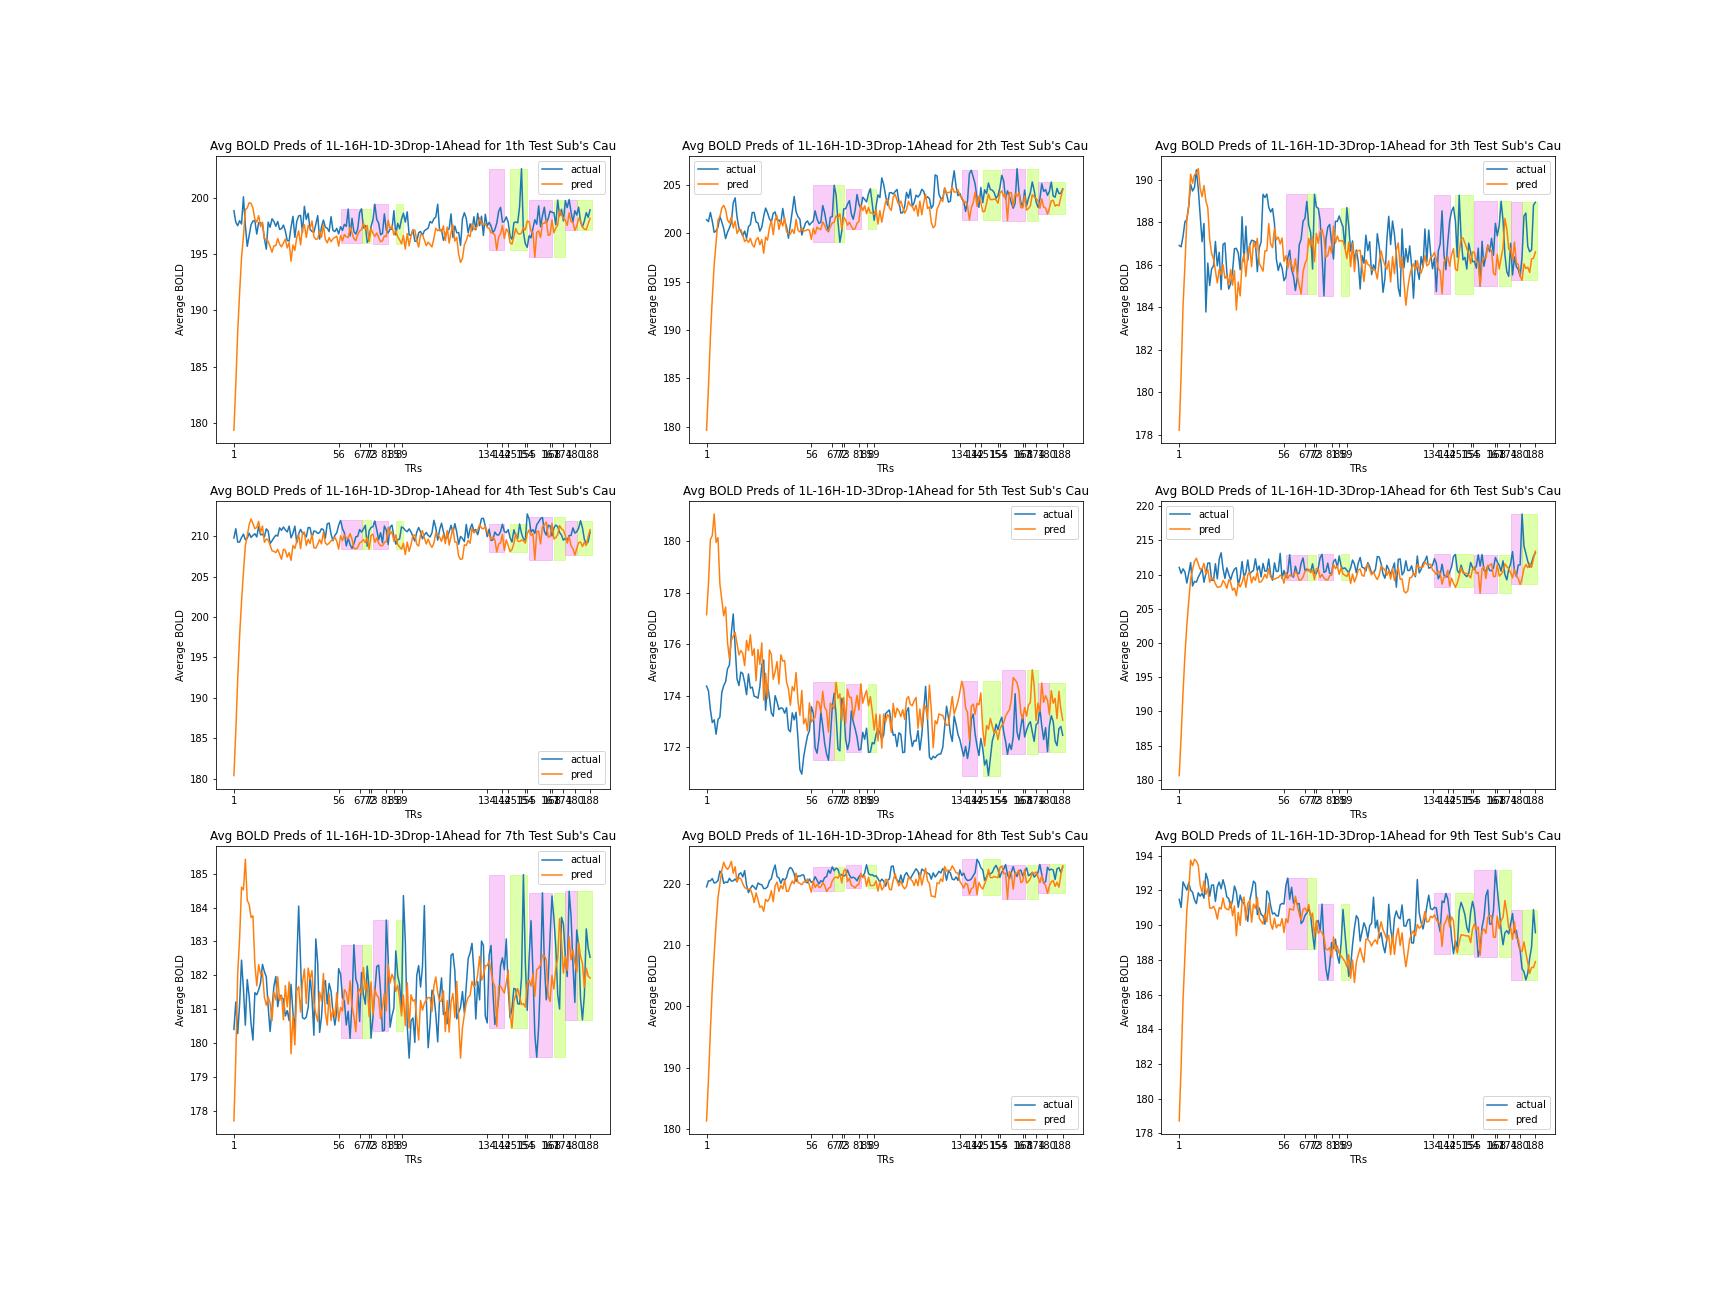 Avg BOLD Preds of 1L-16H-1D-3Drop-1Ahead for 1th Test Sub's Cau
Avg BOLD Preds of 1L-16H-1D-3Drop-1Ahead for 2th Test Sub's Cau
Avg BOLD Preds of 1L-16H-1D-3Drop-1Ahead for 3th Test Sub's Cau
actual
pred
200
195
190
185
180
Average BOLD
1 56
TRs
actual
pred
205
200
195
190
185
180
Average BOLD
1 56
TRs
actual
pred
190
188
186
184
182
180
178
Average BOLD
1 56
TRs
Avg BOLD Preds of 1L-16H-1D-3Drop-1Ahead for 4th Test Sub's Cau
Avg BOLD Preds of 1L-16H-1D-3Drop-1Ahead for 5th Test Sub's Cau
Avg BOLD Preds of 1L-16H-1D-3Drop-1Ahead for 6th Test Sub's Cau
210
205
200
195
190
185
180
Average BOLD
actual
pred
1 56
TRs
actual
pred
180
178
176
174
172
Average BOLD
1 56
TRs
actual
pred
220
215
210
205
200
195
190
185
180
Average BOLD
1 56
TRs
Avg BOLD Preds of 1L-16H-1D-3Drop-1Ahead for 7th Test Sub's Cau
Avg BOLD Preds of 1L-16H-1D-3Drop-1Ahead for 8th Test Sub's Cau
Avg BOLD Preds of 1L-16H-1D-3Drop-1Ahead for 9th Test Sub's Cau
actual
pred
185
184
183
182
181
180
179
178
Average BOLD
1 56
TRs
220
210
200
190
180
Average BOLD
actual
pred
1 56
TRs
194
192
190
188
186
184
182
180
178
Average BOLD
actual
pred
1 56
TRs